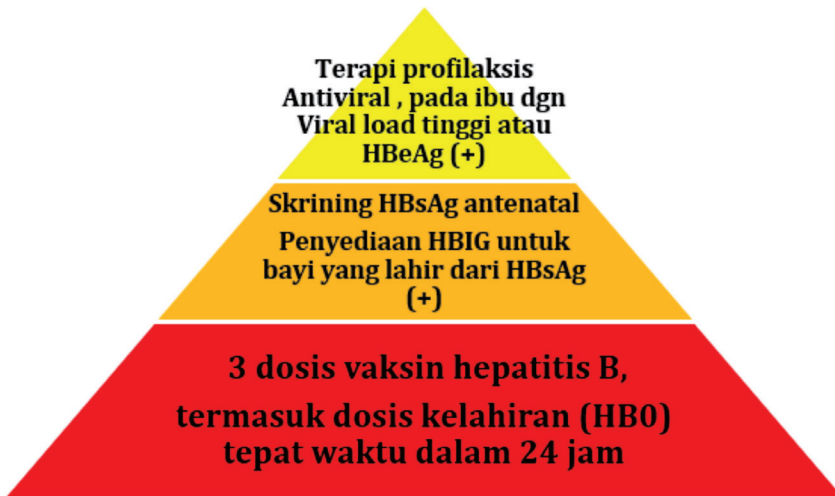 Terapi profilaksis
Antiviral , pada ibu dgn
Viral load tinggi atau
HBeAg (+)
Skrining HBsAg antenatal
Penyediaan HBIG untuk
bayi yang lahir dari HBsAg
(+)
3 dosis vaksin hepatitis B,
termasuk dosis kelahiran (HB0)
tepat waktu dalam 24 jam